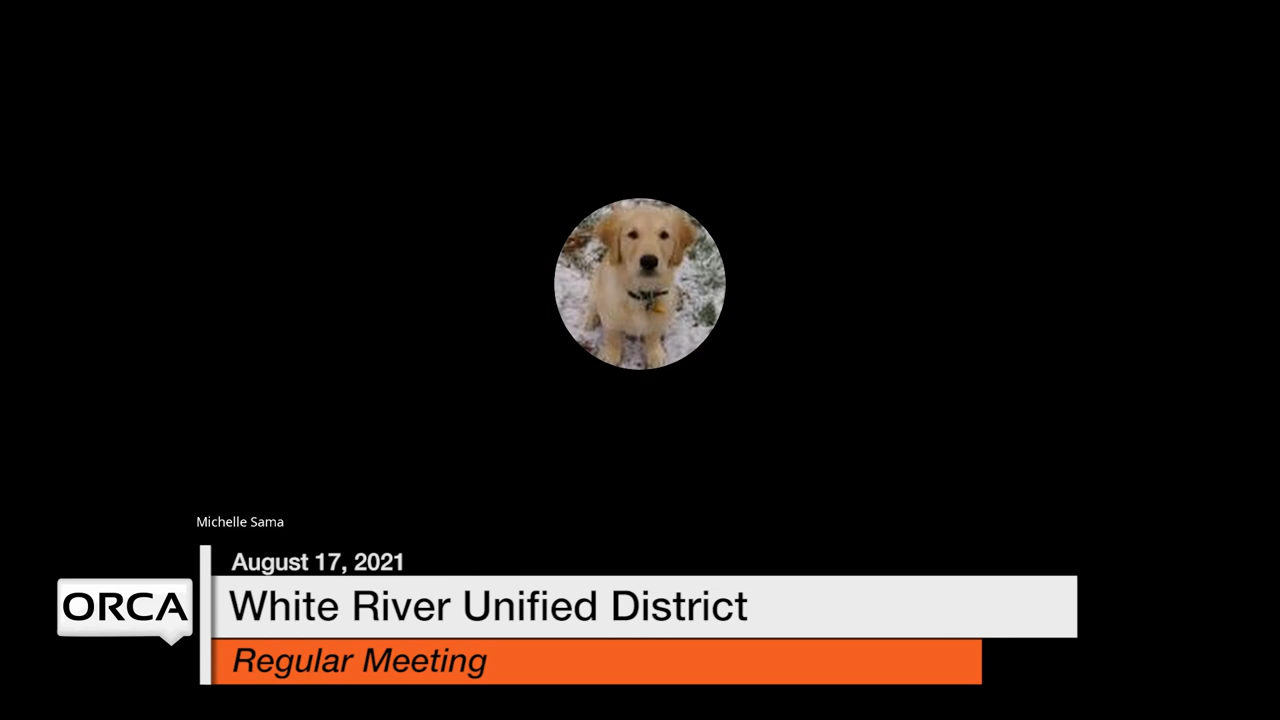 Michelle Sama
August 17, 2021
ORCA
White River Unified District
Regular Meeting